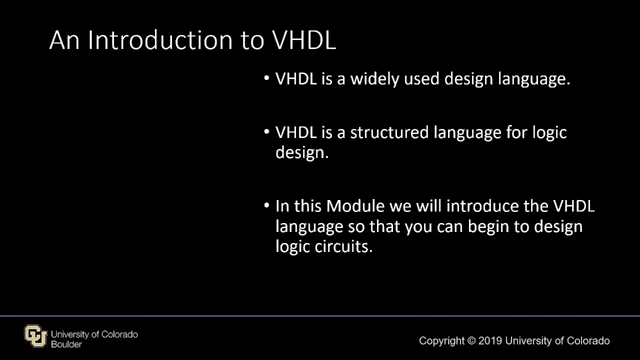 An Introduction to VHDL
• VHDL is a widely used design language.
• VHDL is a structured language for logic
design.
• In this Module we will introduce the VHDL
language so that you can begin to design
logic circuits.
CU
University of Colorado
Boulder
Copyright © 2019 University of Colorado